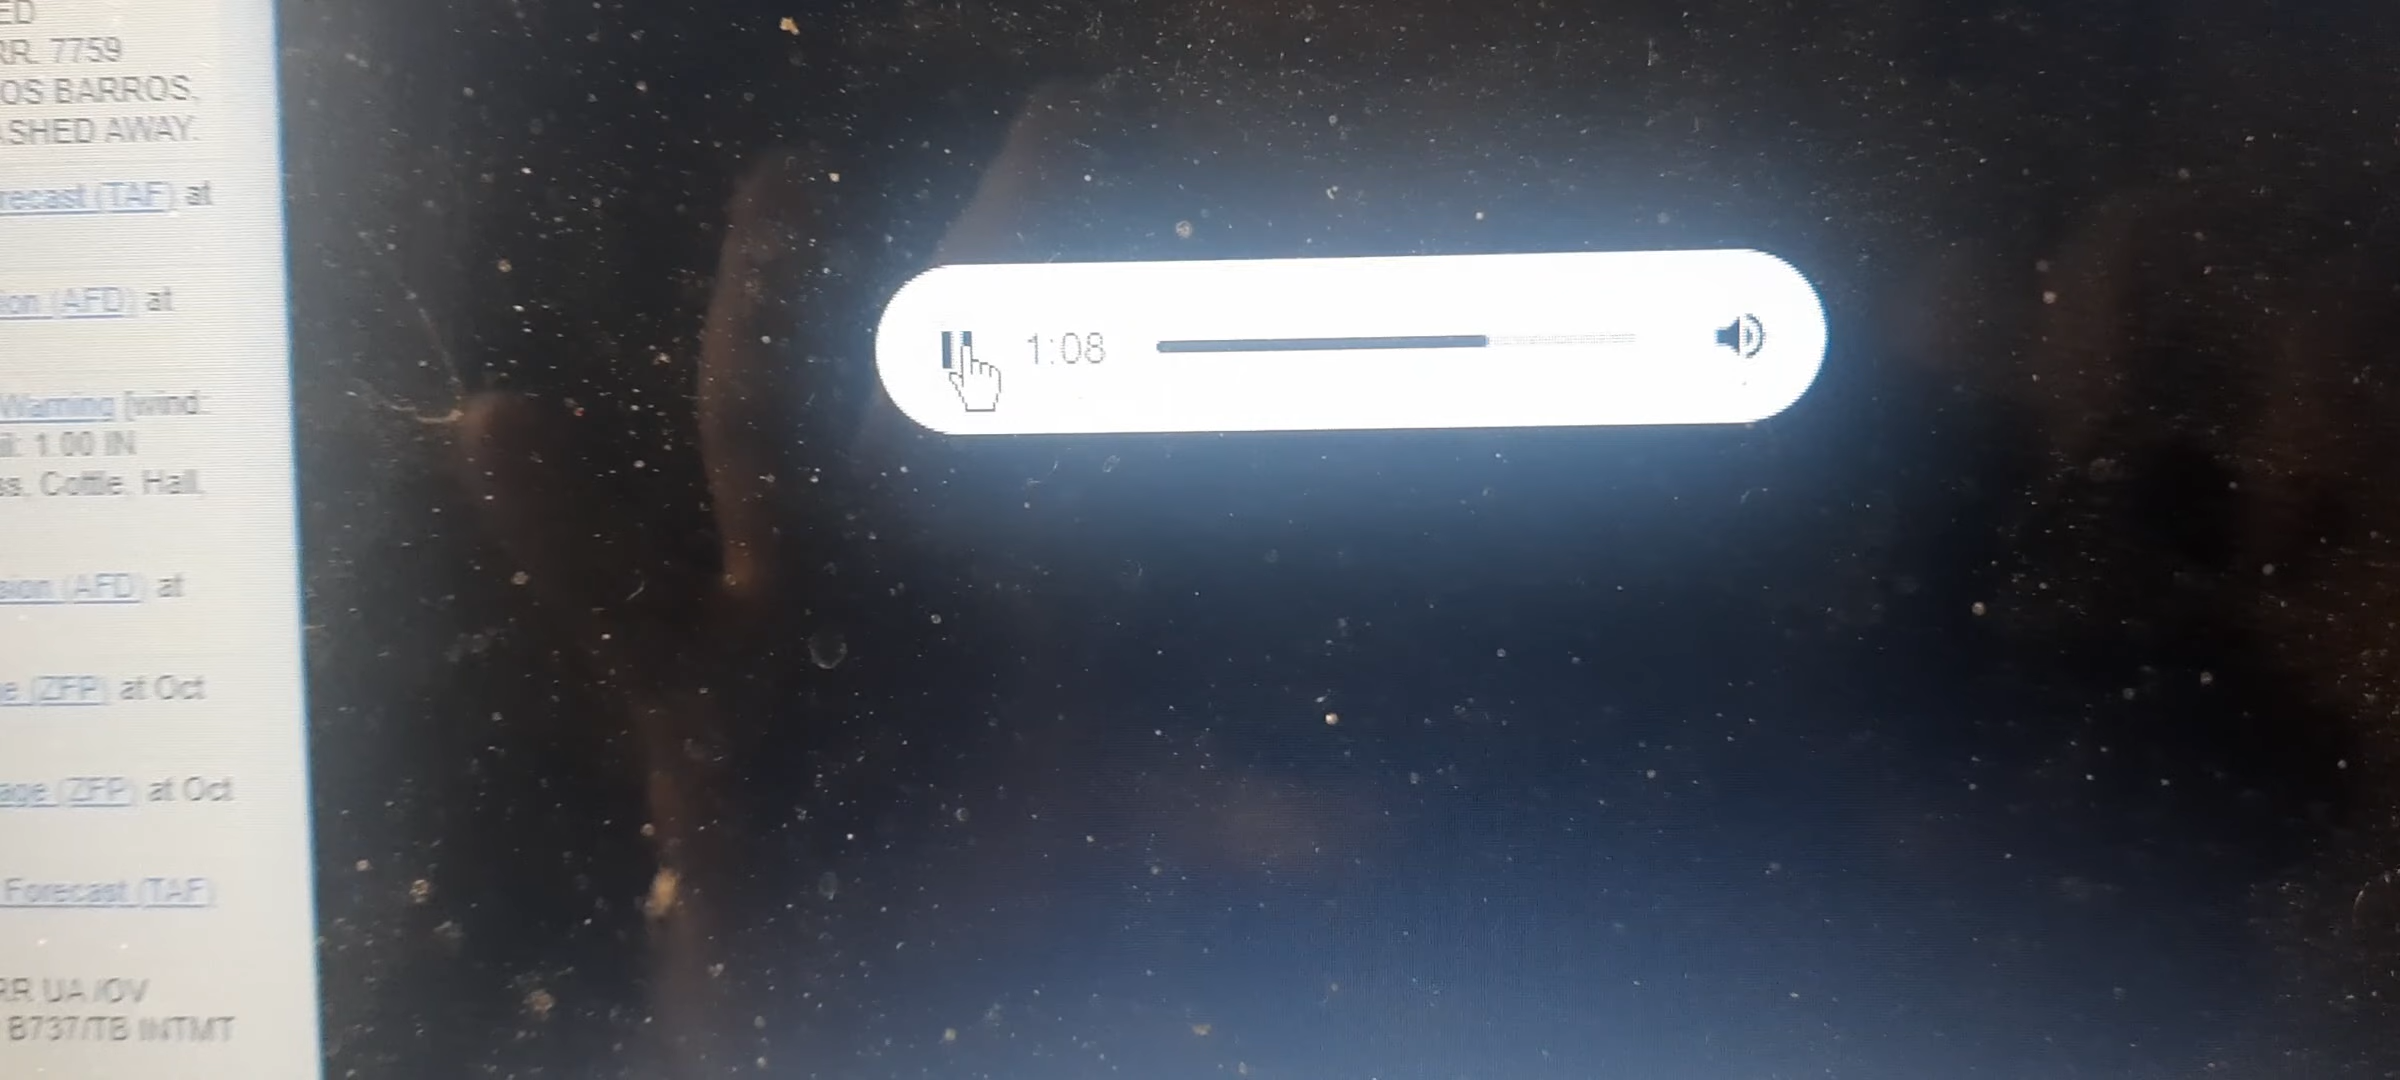 ED
RR. 7759
OS BARROS,
ASHED AWAY.
recast (TAF) at
ion (AFD) at
Warning [wind:
il: 1.00 IN
ss, Cottle, Hall,
sion (AFD) at
e (ZFP) at Oct
age (ZFP) at Oct
Forecast (TAF)
RR UA /OV
B737/TB INTMT
1:08